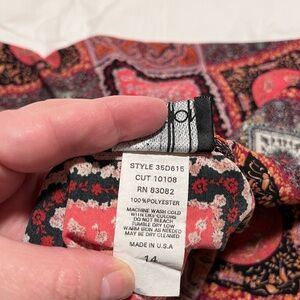 STYLE 35D615
CUT 10108
RN 83082
100% POLYESTER
MACHINE WASH COLD
WITH LIKE COLORS
DO NOT BLEACH
TUMBLE DRY LOW
WARM IRON AS NEEDED
MAY BE DRY CLEANED
MADE IN U.S.A
14